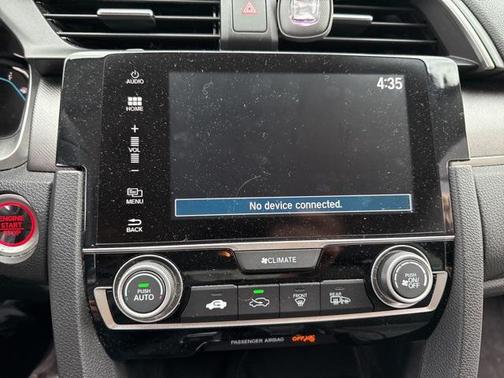 AUDIO
4:35
HOME
VOL
MENU
No device connected.
BACK
ENGINE
START
STOP
CLIMATE
PUSH
AUTO
FRONT
REAR
PUSH
ON/
OFF
PASSENGER AIRBAG
OFF